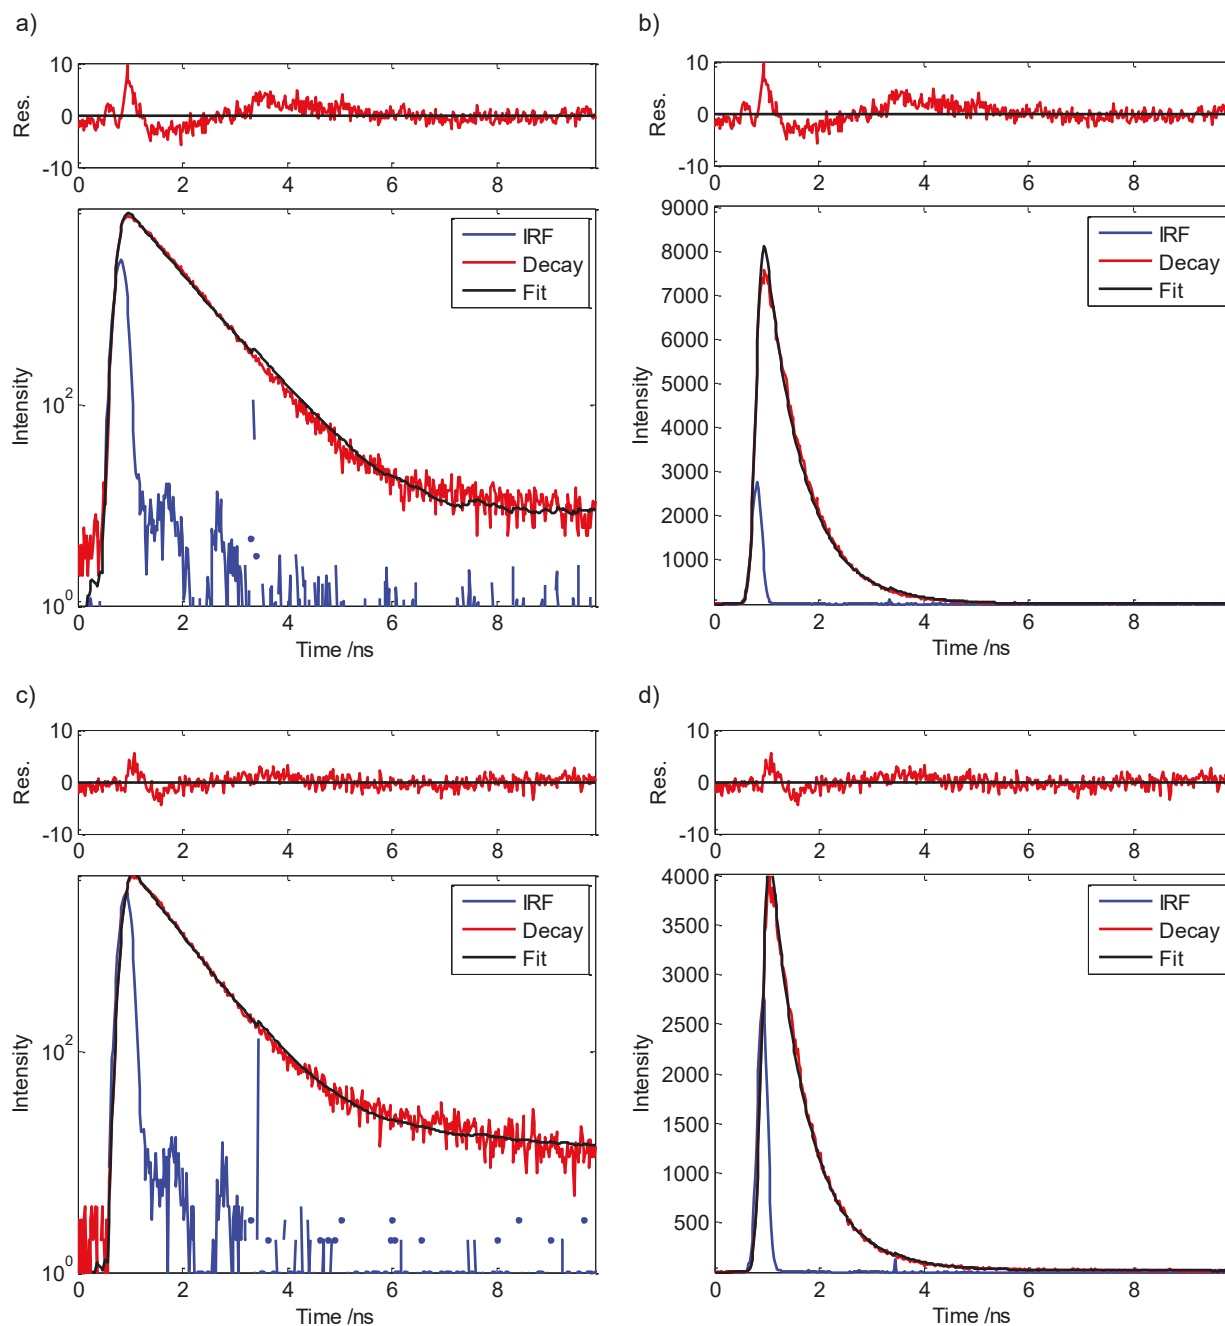 a)
10
0
-10
Res.
0 2 4 6 8
IRF
Decay
Fit
10^2
10^0
Intensity
0 2 4 6 8
Time /ns
b)
10
0
-10
Res.
0 2 4 6 8
9000
8000
7000
6000
5000
4000
3000
2000
1000
Intensity
IRF
Decay
Fit
0 2 4 6 8
Time /ns
c)
10
0
-10
Res.
0 2 4 6 8
IRF
Decay
Fit
10^2
10^0
Intensity
0 2 4 6 8
Time /ns
d)
10
0
-10
Res.
0 2 4 6 8
4000
3500
3000
2500
2000
1500
1000
500
Intensity
IRF
Decay
Fit
0 2 4 6 8
Time /ns